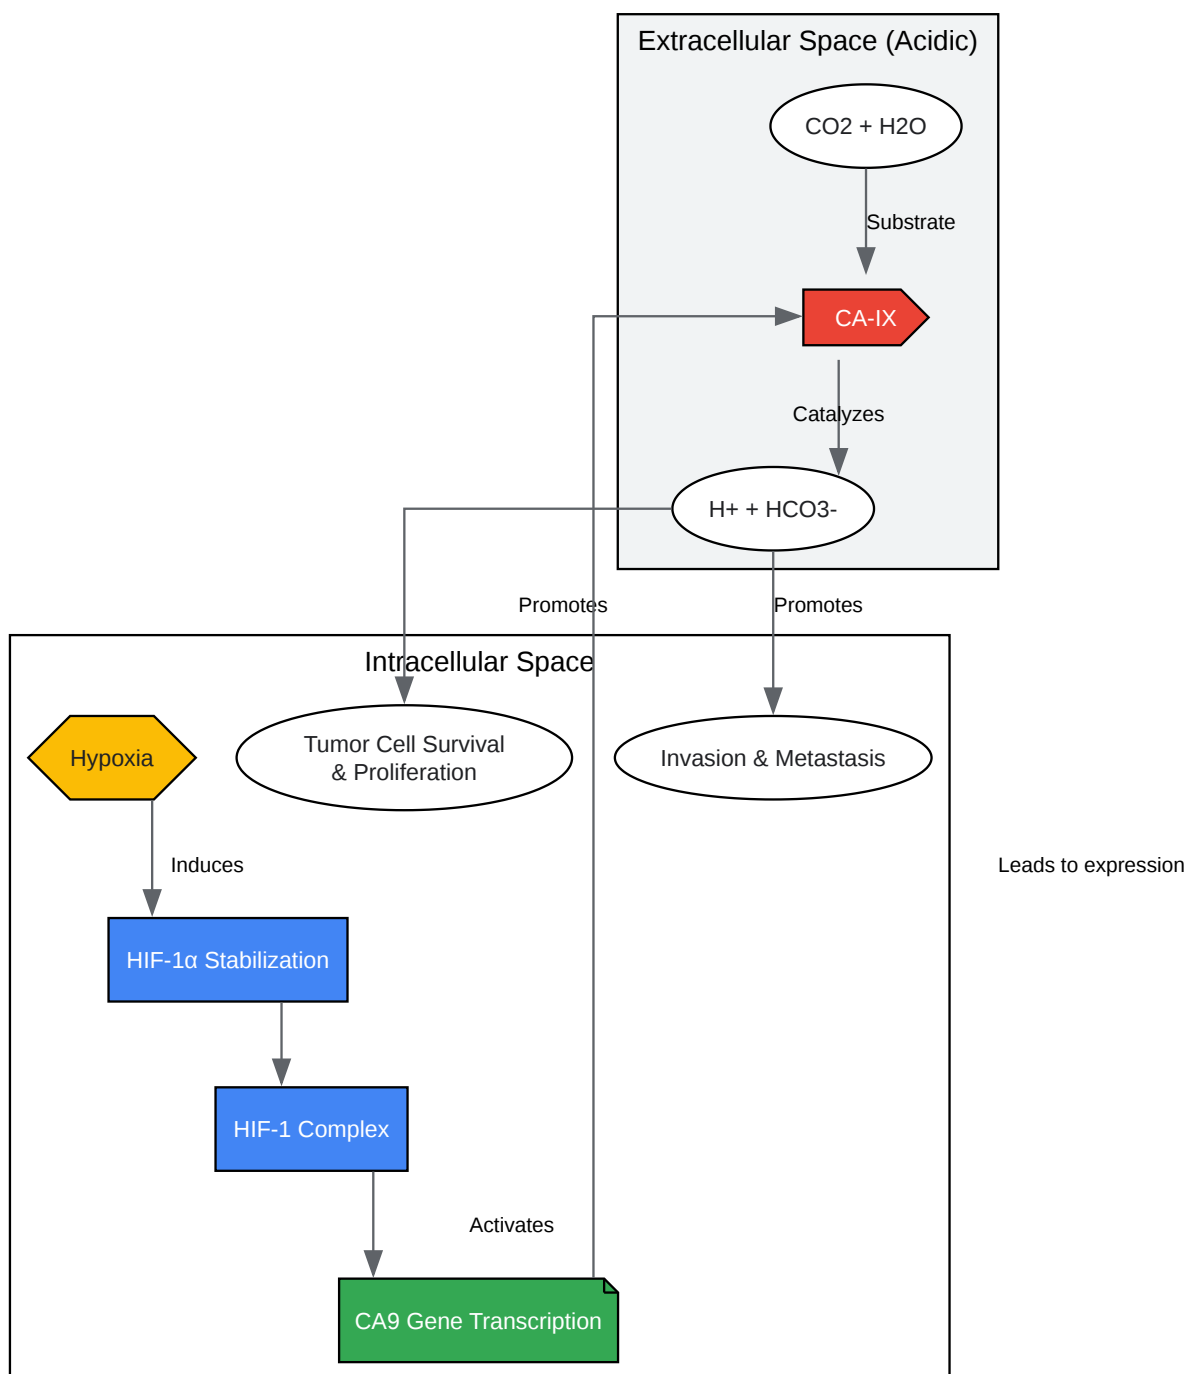 Extracellular Space (Acidic)
CO2 + H2O
Substrate
CA-IX
Catalyzes
H+ + HCO3-
Promotes
Promotes
Intracellular Space
Hypoxia
Tumor Cell Survival
& Proliferation
Invasion & Metastasis
Induces
Leads to expression
HIF-1α Stabilization
HIF-1 Complex
Activates
CA9 Gene Transcription